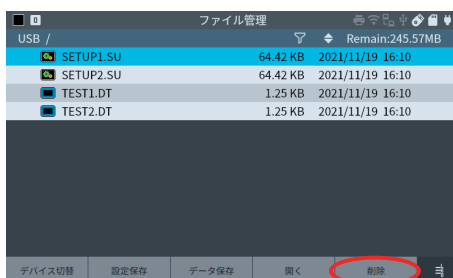 0 ファイル管理
USB / Remain:245.57MB
SETUP1.SU 64.42 KB 2021/11/19 16:10
SETUP2.SU 64.42 KB 2021/11/19 16:10
TEST1.DT 1.25 KB 2021/11/19 16:10
TEST2.DT 1.25 KB 2021/11/19 16:10
デバイス切替 設定保存 データ保存 開く 削除